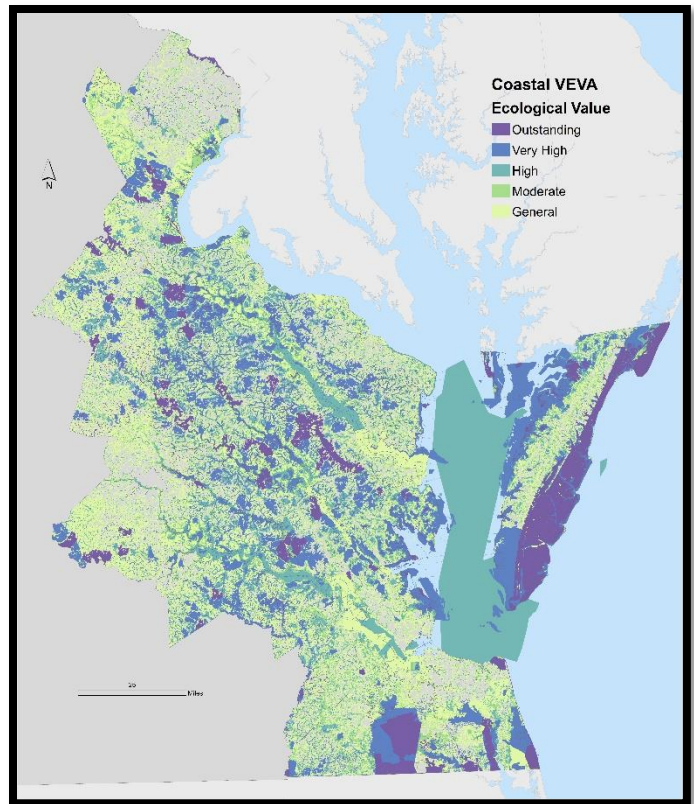 Coastal VEVA
Ecological Value
Outstanding
Very High
High
Moderate
General
N
Miles